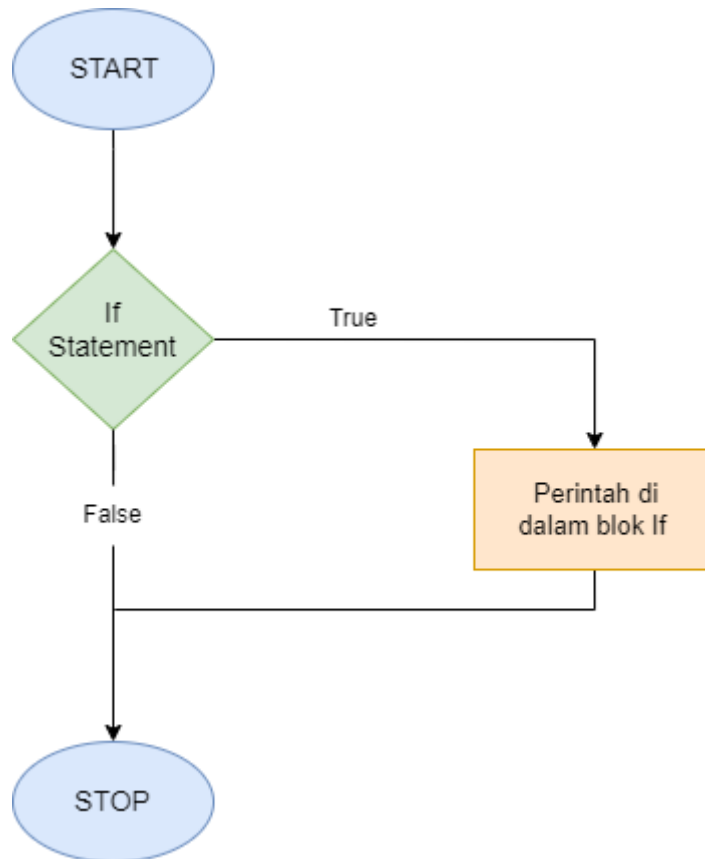 START
If
Statement
True
Perintah di
dalam blok If
False
STOP